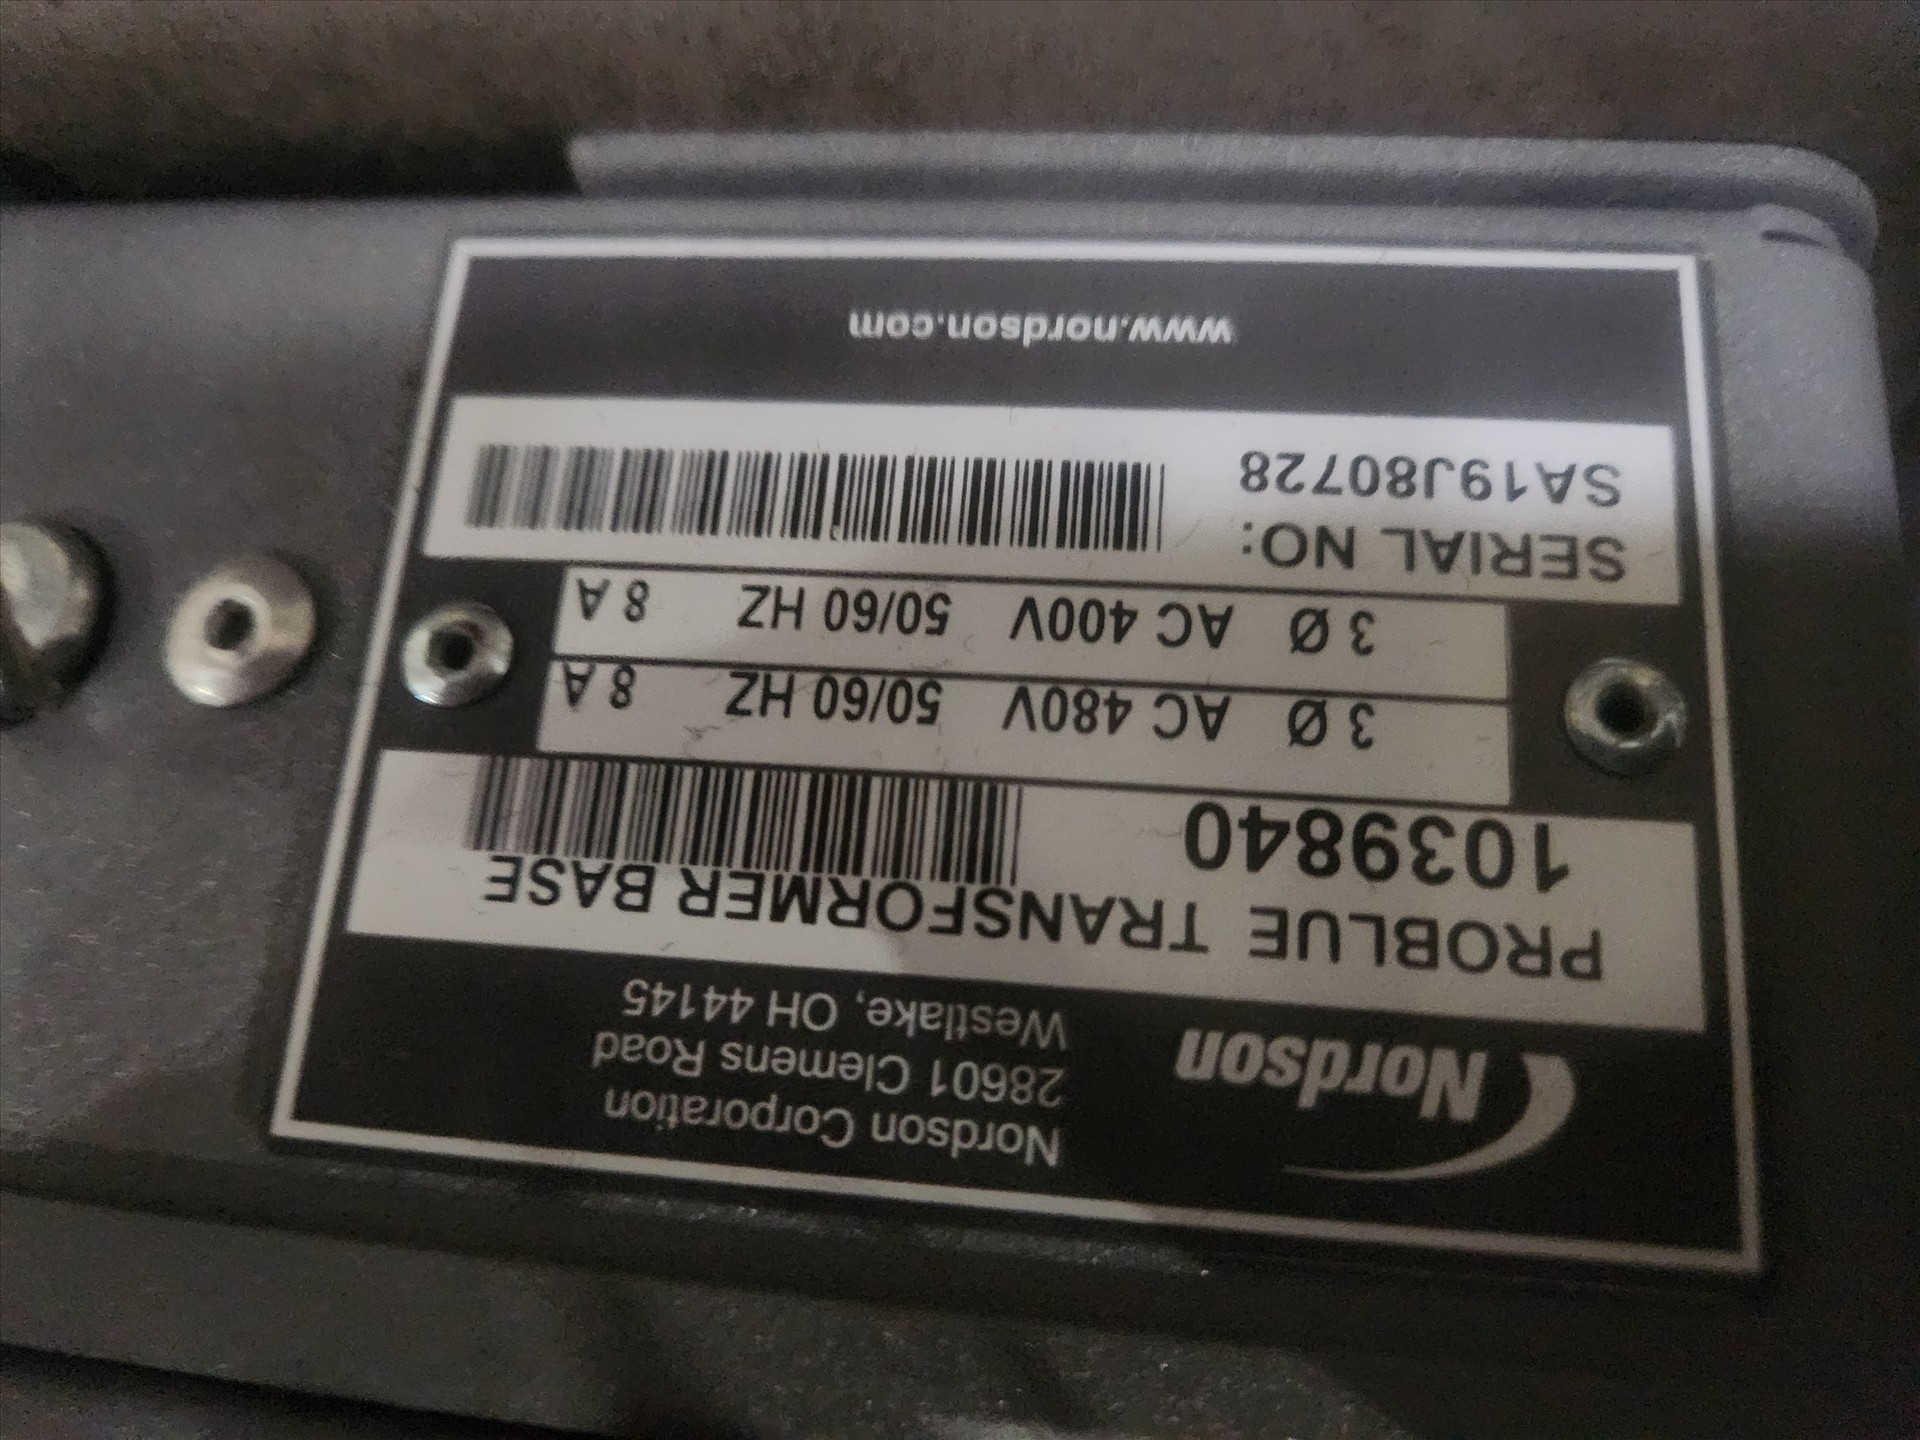 Nordson
Nordson Corporation
28601 Clemens Road
Westlake, OH 44145
PROBLUE TRANSFORMER BASE
1039840
3 Ø AC 480V 50/60 HZ 8 A
3 Ø AC 400V 50/60 HZ 8 A
SERIAL NO:
SA19J80728
www.nordson.com